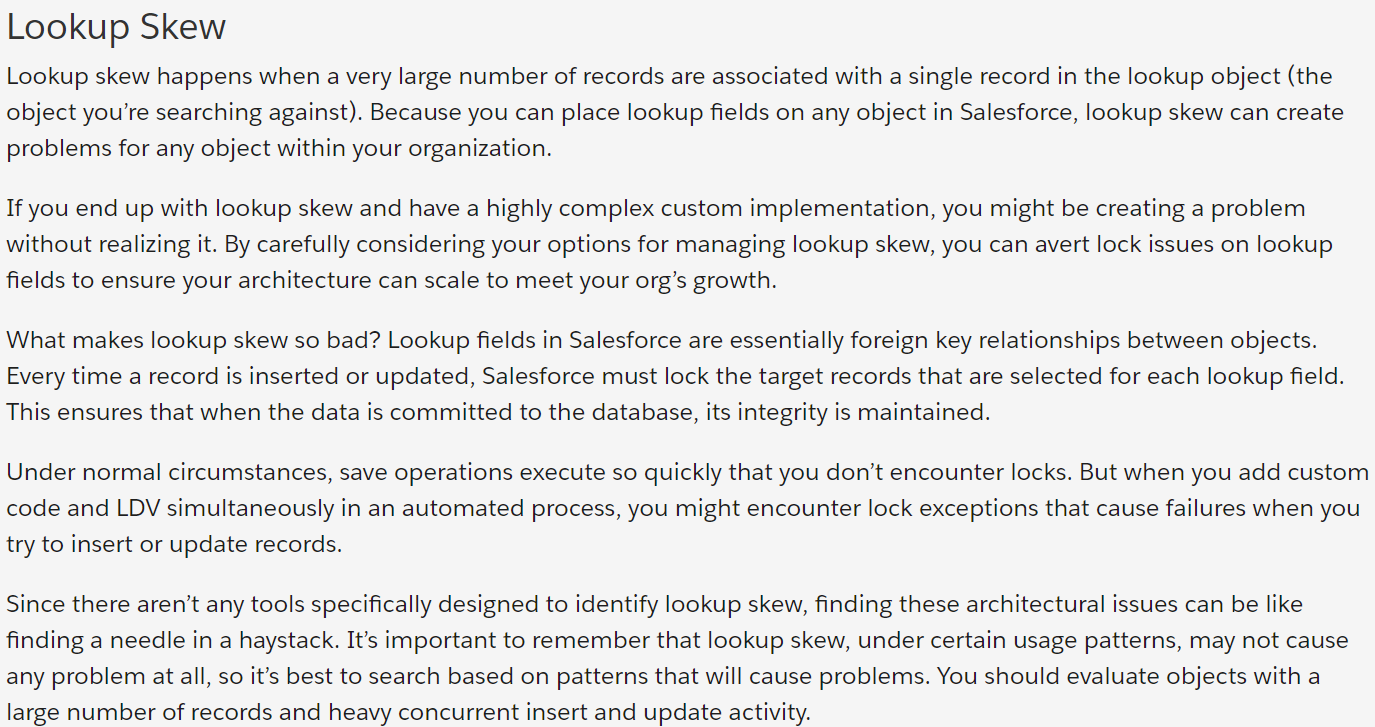 Lookup Skew
Lookup skew happens when a very large number of records are associated with a single record in the lookup object (the
object you’re searching against). Because you can place lookup fields on any object in Salesforce, lookup skew can create
problems for any object within your organization.
If you end up with lookup skew and have a highly complex custom implementation, you might be creating a problem
without realizing it. By carefully considering your options for managing lookup skew, you can avert lock issues on lookup
fields to ensure your architecture can scale to meet your org’s growth.
What makes lookup skew so bad? Lookup fields in Salesforce are essentially foreign key relationships between objects.
Every time a record is inserted or updated, Salesforce must lock the target records that are selected for each lookup field.
This ensures that when the data is committed to the database, its integrity is maintained.
Under normal circumstances, save operations execute so quickly that you don’t encounter locks. But when you add custom
code and LDV simultaneously in an automated process, you might encounter lock exceptions that cause failures when you
try to insert or update records.
Since there aren’t any tools specifically designed to identify lookup skew, finding these architectural issues can be like
finding a needle in a haystack. It’s important to remember that lookup skew, under certain usage patterns, may not cause
any problem at all, so it’s best to search based on patterns that will cause problems. You should evaluate objects with a
large number of records and heavy concurrent insert and update activity.